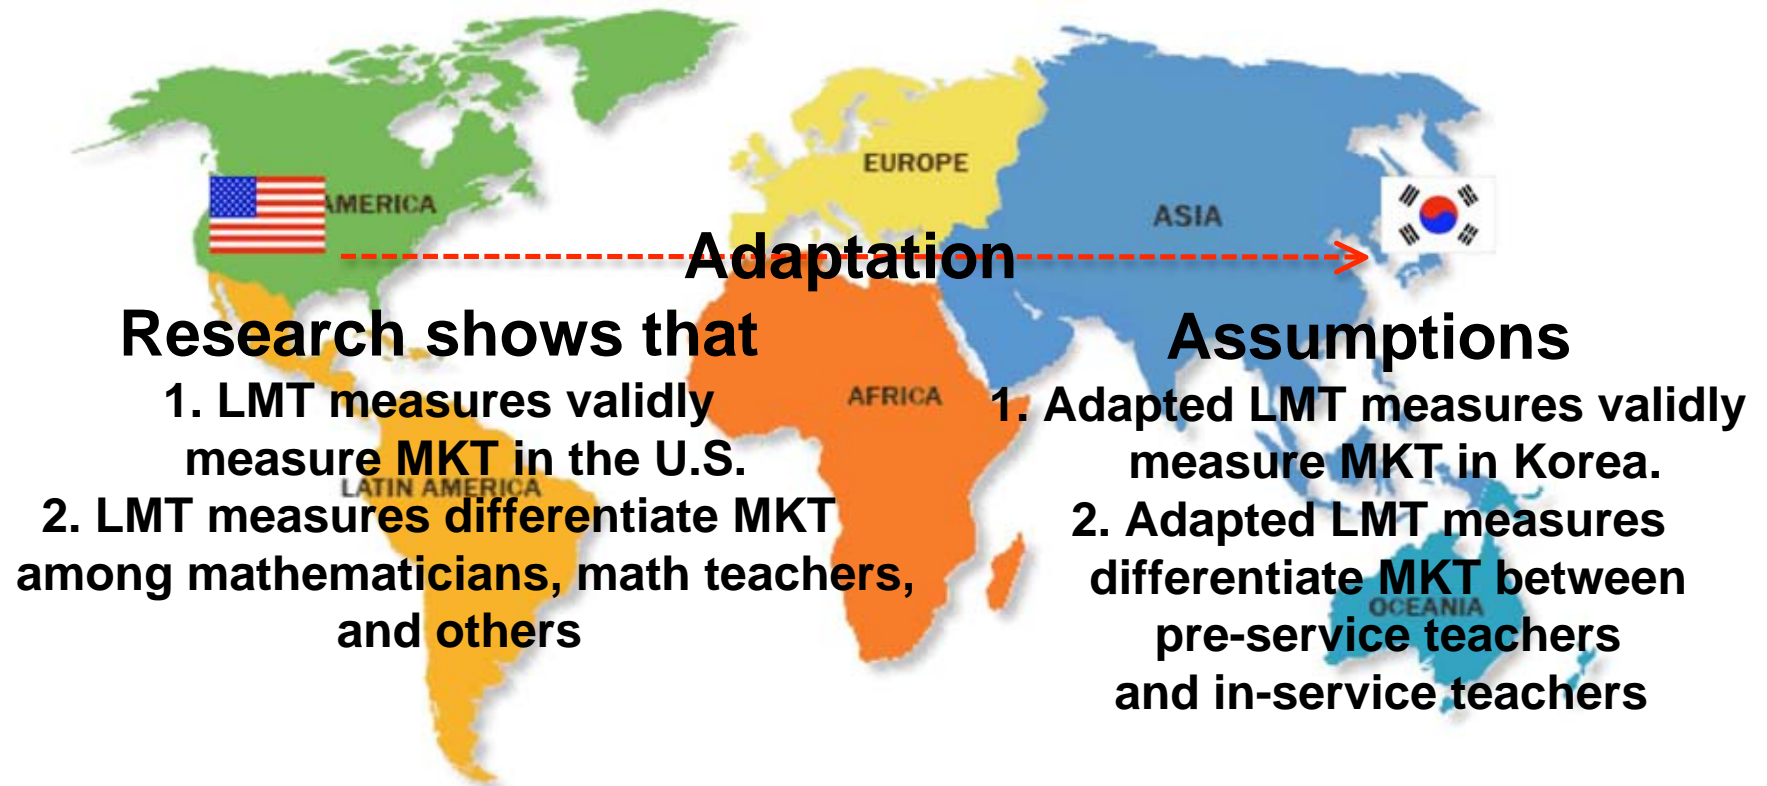 AMERICA
EUROPE
ASIA
Adaptation
Research shows that
1. LMT measures validly
measure MKT in the U.S.
2. LMT measures differentiate MKT
among mathematicians, math teachers,
and others
LATIN AMERICA
AFRICA
Assumptions
1. Adapted LMT measures validly
measure MKT in Korea.
2. Adapted LMT measures
differentiate MKT between
pre-service teachers
and in-service teachers
OCEANIA